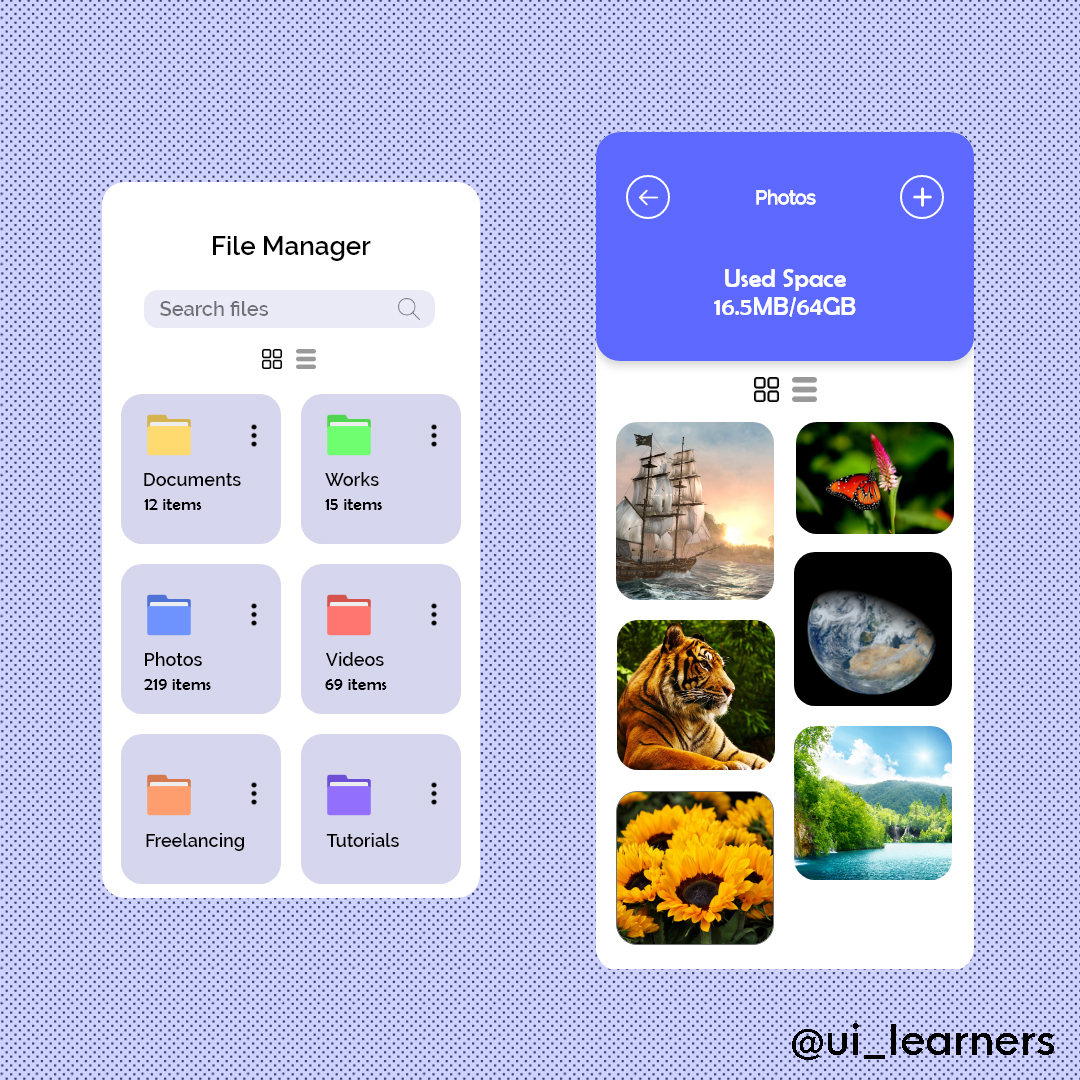 File Manager
Search files
Documents
12 items
Works
15 items
Photos
219 items
Videos
69 items
Freelancing
Tutorials
Photos
Used Space
16.5MB/64GB
@ui_learners